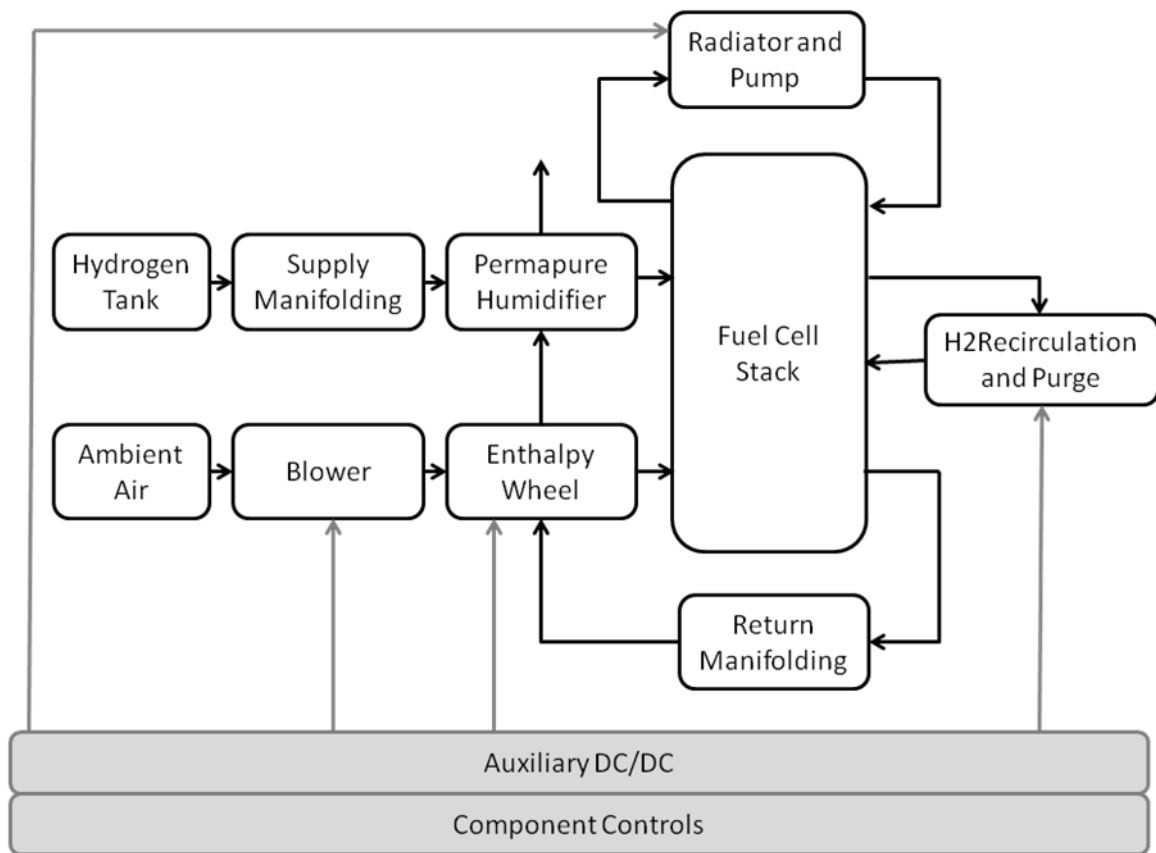 Radiator and
Pump
Hydrogen
Tank
Supply
Manifolding
Permapure
Humidifier
Fuel Cell
Stack
H2Recirculation
and Purge
Ambient
Air
Blower
Enthalpy
Wheel
Return
Manifolding
Auxiliary DC/DC
Component Controls